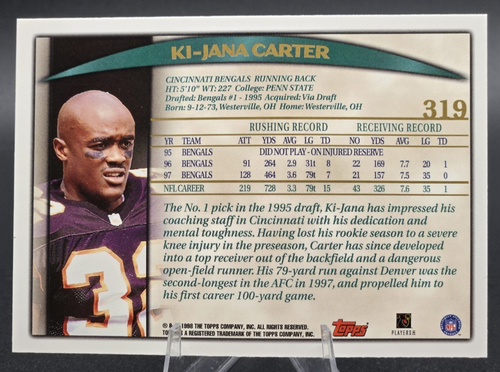 KI-JANA CARTER
CINCINNATI BENGALS RUNNING BACK
HT: 5'10" WT: 227 College: PENN STATE
Drafted: Bengals #1 - 1995 Acquired: Via Draft
Born: 9-12-73, Westerville, OH Home: Westerville, OH
319
RUSHING RECORD RECEIVING RECORD
YR TEAM ATT YDS AVG LG TD NO YDS AVG LG TD
95 BENGALS DID NOT PLAY - ON INJURED RESERVE
96 BENGALS 91 264 2.9 31t 8 22 169 7.7 20 1
97 BENGALS 128 464 3.6 79t 7 21 157 7.5 35 0
NFL CAREER 219 728 3.3 79t 15 43 326 7.6 35 1
The No. 1 pick in the 1995 draft, Ki-Jana has impressed his
coaching staff in Cincinnati with his dedication and
mental toughness. Having lost his rookie season to a severe
knee injury in the preseason, Carter has since developed
into a top receiver out of the backfield and a dangerous
open-field runner. His 79-yard run against Denver was the
second-longest in the AFC in 1997, and propelled him to
his first career 100-yard game.
1998 THE TOPPS COMPANY, INC. ALL RIGHTS RESERVED.
TOPPS IS A REGISTERED TRADEMARK OF THE TOPPS COMPANY, INC.
Topps
PLAYERS
NFL
32